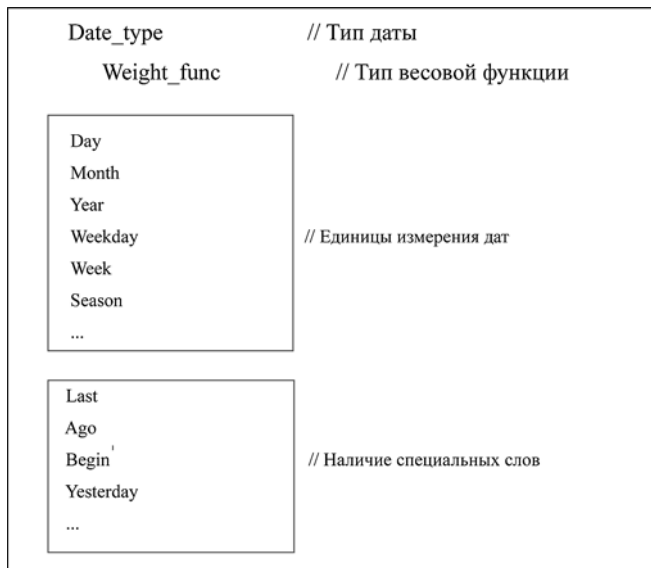 Date_type // Тип даты
Weight_func // Тип весовой функции
Day
Month
Year
Weekday // Единицы измерения дат
Week
Season
...
Last
Ago
Begin // Наличие специальных слов
Yesterday
...